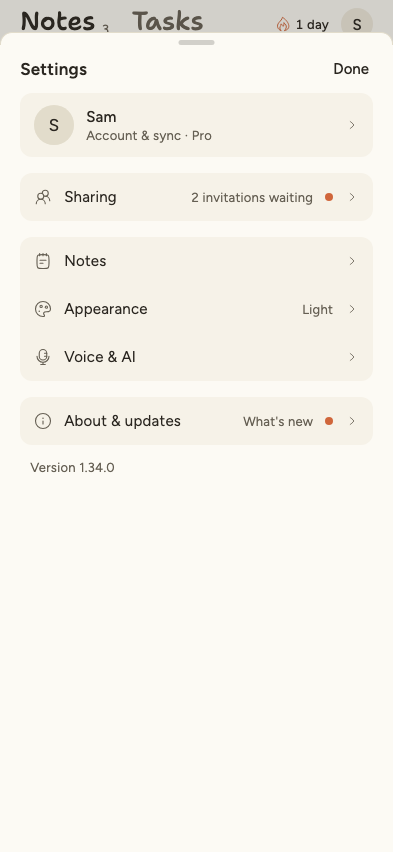 Notes 3 Tasks 1 day S
Settings Done
S Sam
Account & sync · Pro
Sharing 2 invitations waiting
Notes
Appearance Light
Voice & AI
About & updates What's new
Version 1.34.0